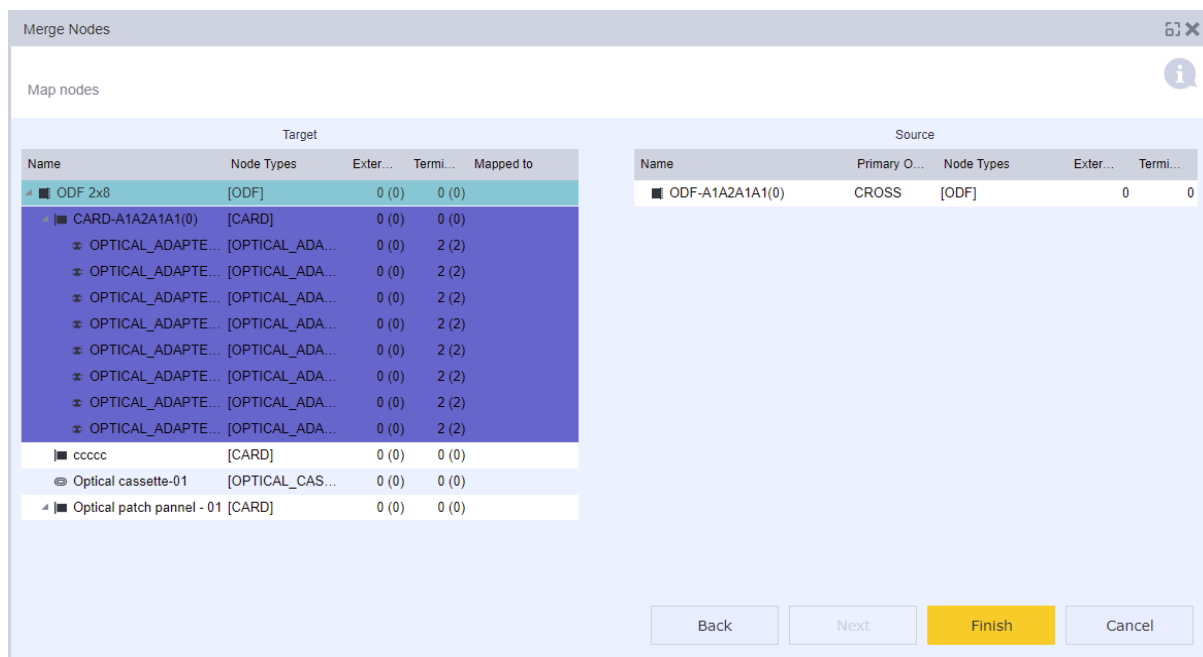 Merge Nodes
Map nodes
Target
Name Node Types Exter... Termi... Mapped to
ODF 2x8 [ODF] 0 (0) 0 (0)
CARD-A1A2A1A1(0) [CARD] 0 (0) 0 (0)
OPTICAL_ADAPTE... [OPTICAL_ADA... 0 (0) 2 (2)
OPTICAL_ADAPTE... [OPTICAL_ADA... 0 (0) 2 (2)
OPTICAL_ADAPTE... [OPTICAL_ADA... 0 (0) 2 (2)
OPTICAL_ADAPTE... [OPTICAL_ADA... 0 (0) 2 (2)
OPTICAL_ADAPTE... [OPTICAL_ADA... 0 (0) 2 (2)
OPTICAL_ADAPTE... [OPTICAL_ADA... 0 (0) 2 (2)
OPTICAL_ADAPTE... [OPTICAL_ADA... 0 (0) 2 (2)
OPTICAL_ADAPTE... [OPTICAL_ADA... 0 (0) 2 (2)
ccccc [CARD] 0 (0) 0 (0)
Optical cassette-01 [OPTICAL_CAS... 0 (0) 0 (0)
Optical patch pannel - 01 [CARD] 0 (0) 0 (0)
Source
Name Primary O... Node Types Exter... Termi...
ODF-A1A2A1A1(0) CROSS [ODF] 0 0
Back Next Finish Cancel